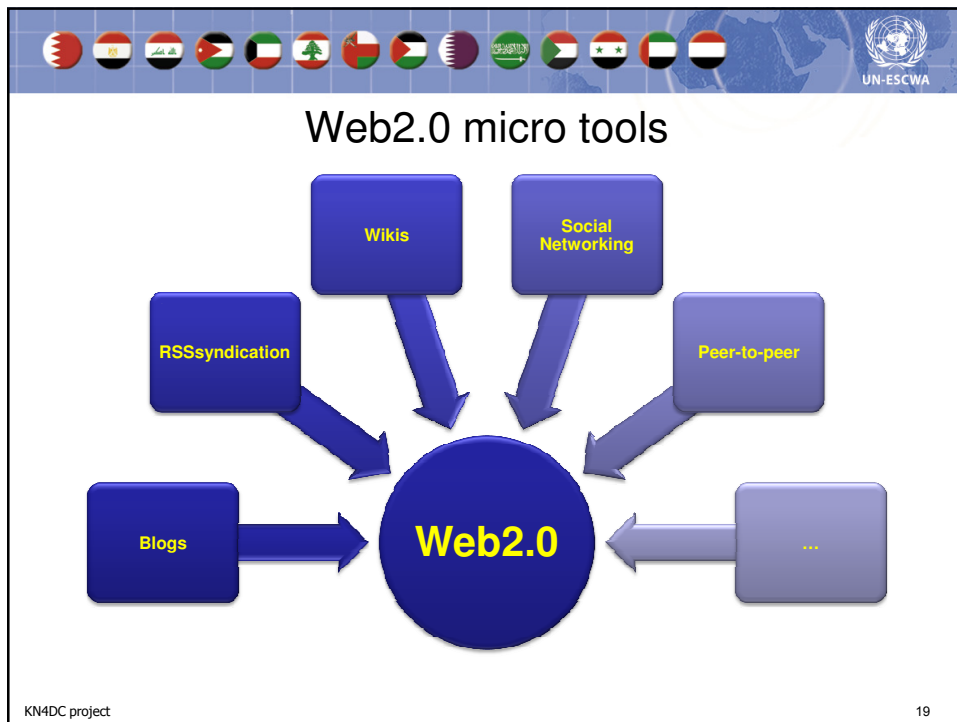 UN-ESCWA
Web2.0 micro tools
Wikis
Social
Networking
RSSsyndication
Peer-to-peer
Blogs
Web2.0
...
KN4DC project
19